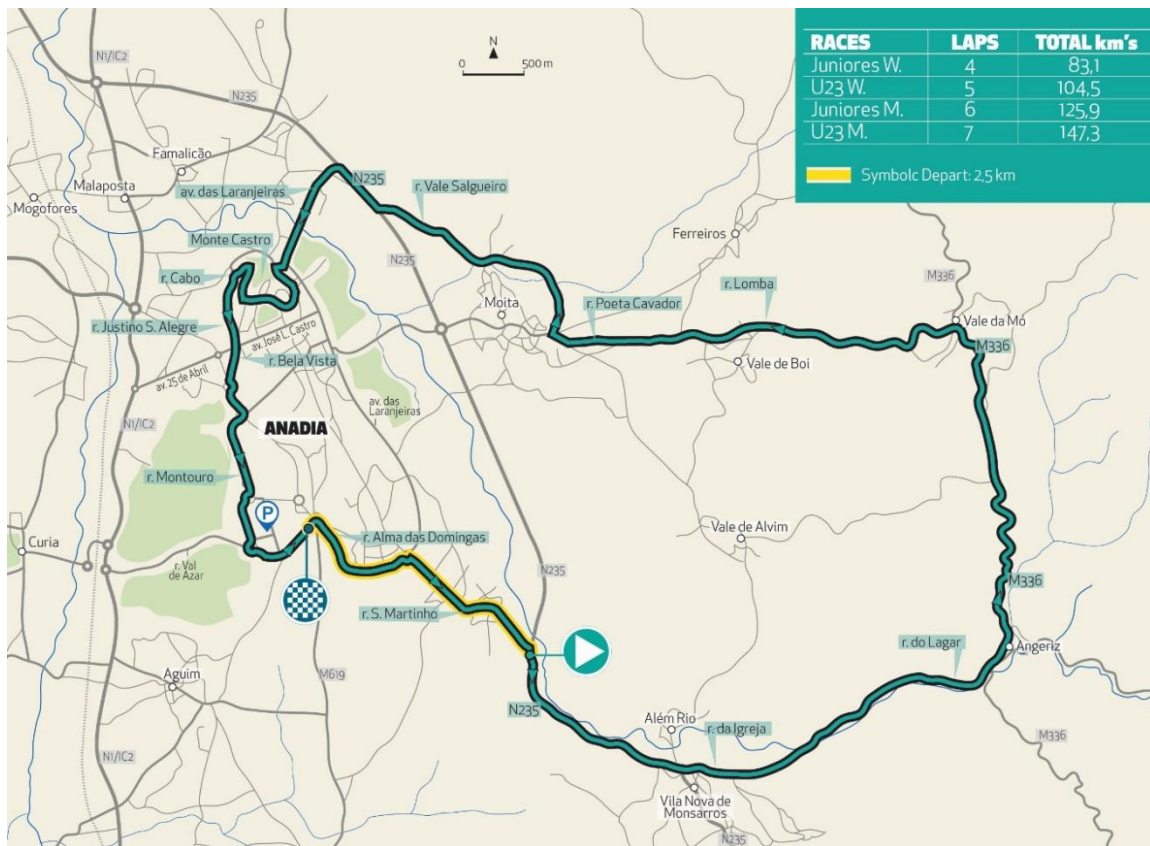 RACES LAPS TOTAL km's
Juniores W. 4 83,1
U23 W. 5 104,5
Juniores M. 6 125,9
U23 M. 7 147,3
Symbolc Depart: 2,5 km
N
0 500 m
N1/IC2
N235
Famalicão
Malaposta
Mogofores
av. das Laranjeiras
N235
r. Vale Salgueiro
Monte Castro
r. Cabo
N235
Ferreiros
M336
r. Lomba
Moita
r. Poeta Cavador
Vale da Mó
M336
r. Justino S. Alegre
av. José L. Castro
r. Bela Vista
Vale de Boi
av. 25 de Abril
av. das
Laranjeiras
N1/IC2
ANADIA
r. Montouro
P
Curia
r. Val
de Azar
r. Alma das Domingas
Vale de Alvim
N235
M336
r. S. Martinho
r. do Lagar
Angeriz
Aguim
M619
N235
Além Rio
r. da Igreja
M336
N1/IC2
Vila Nova de
Monsarros
N235